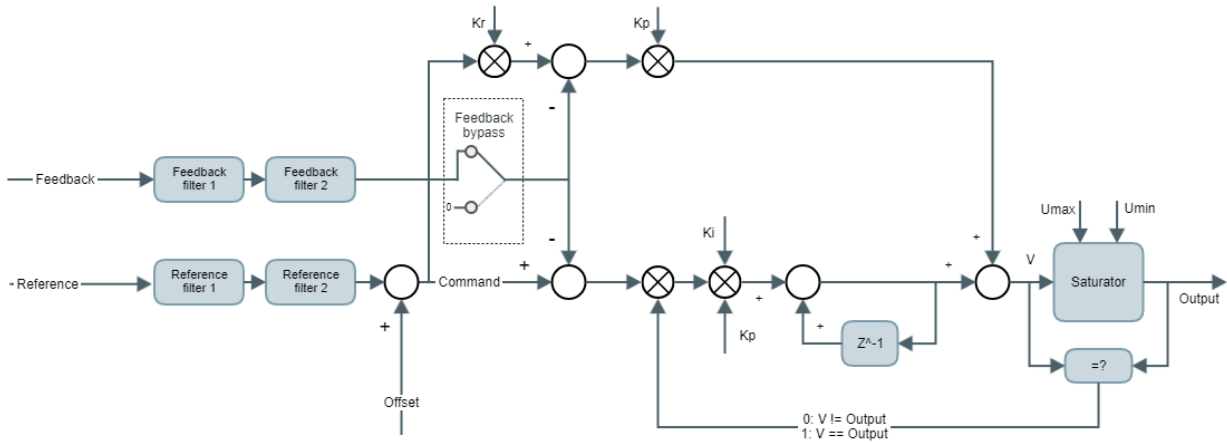 Kr
Kp
+
-
Feedback
bypass
0
Feedback
Feedback
filter 1
Feedback
filter 2
Reference
Reference
filter 1
Reference
filter 2
+
Offset
Command
+
-
Ki
Kp
+
+
+
+
Z^-1
V
Umax
Umin
Saturator
Output
=?
0: V != Output
1: V == Output